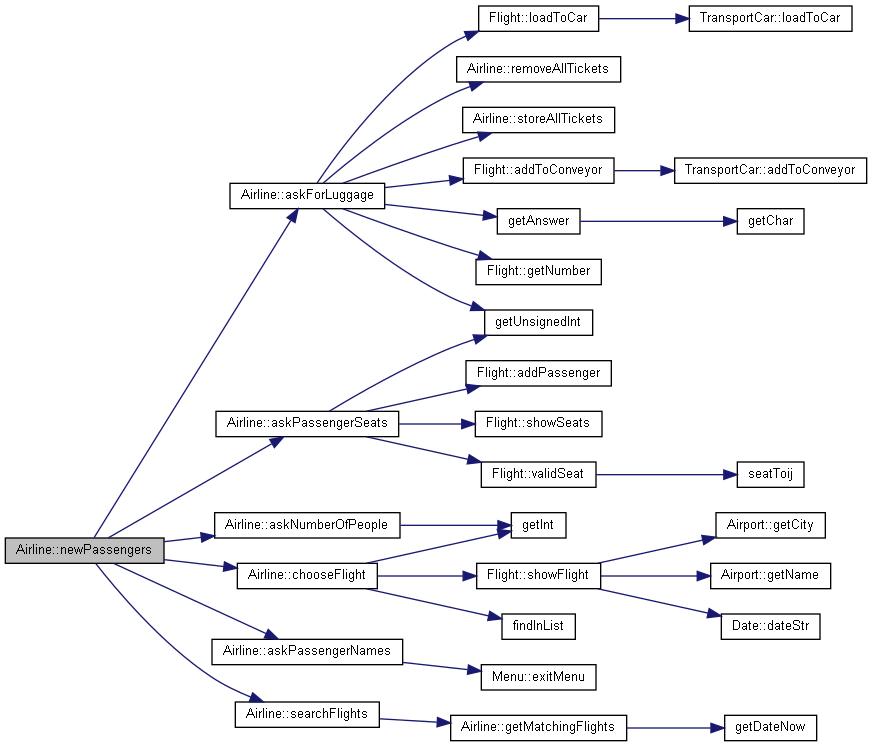 Flight::loadToCar
TransportCar::loadToCar
Airline::removeAllTickets
Airline::storeAllTickets
Flight::addToConveyor
TransportCar::addToConveyor
Airline::askForLuggage
getAnswer
getChar
Flight::getNumber
getUnsignedInt
Flight::addPassenger
Airline::askPassengerSeats
Flight::showSeats
Flight::validSeat
seatToij
Airline::askNumberOfPeople
getInt
Airport::getCity
Airline::newPassengers
Airline::chooseFlight
Flight::showFlight
Airport::getName
findInList
Date::dateStr
Airline::askPassengerNames
Menu::exitMenu
Airline::searchFlights
Airline::getMatchingFlights
getDateNow